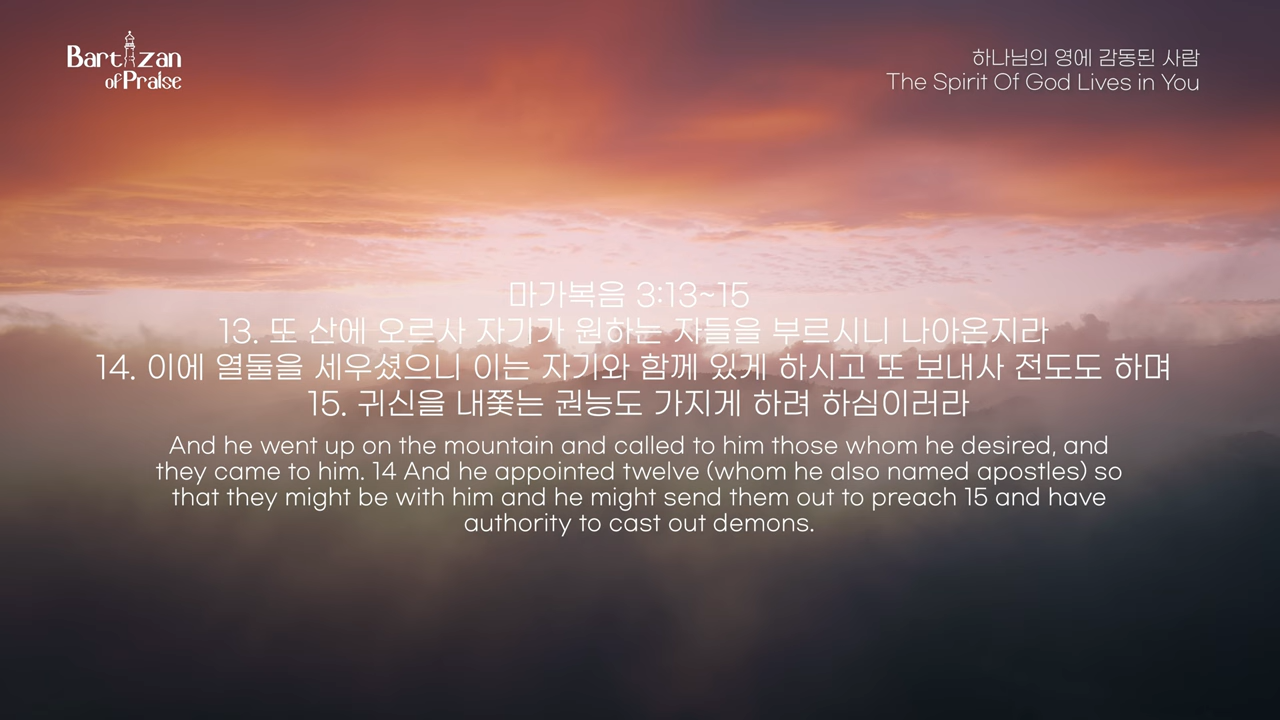 Bartizan
of Praise
하나님의 영에 감동된 사람
The Spirit Of God Lives in You
마가복음 3:13~15
13. 또 산에 오르사 자기가 원하는 자들을 부르시니 나아온지라
14. 이에 열둘을 세우셨으니 이는 자기와 함께 있게 하시고 또 보내사 전도도 하며
15. 귀신을 내쫓는 권능도 가지게 하려 하심이러라
And he went up on the mountain and called to him those whom he desired, and
they came to him. 14 And he appointed twelve (whom he also named apostles) so
that they might be with him and he might send them out to preach 15 and have
authority to cast out demons.